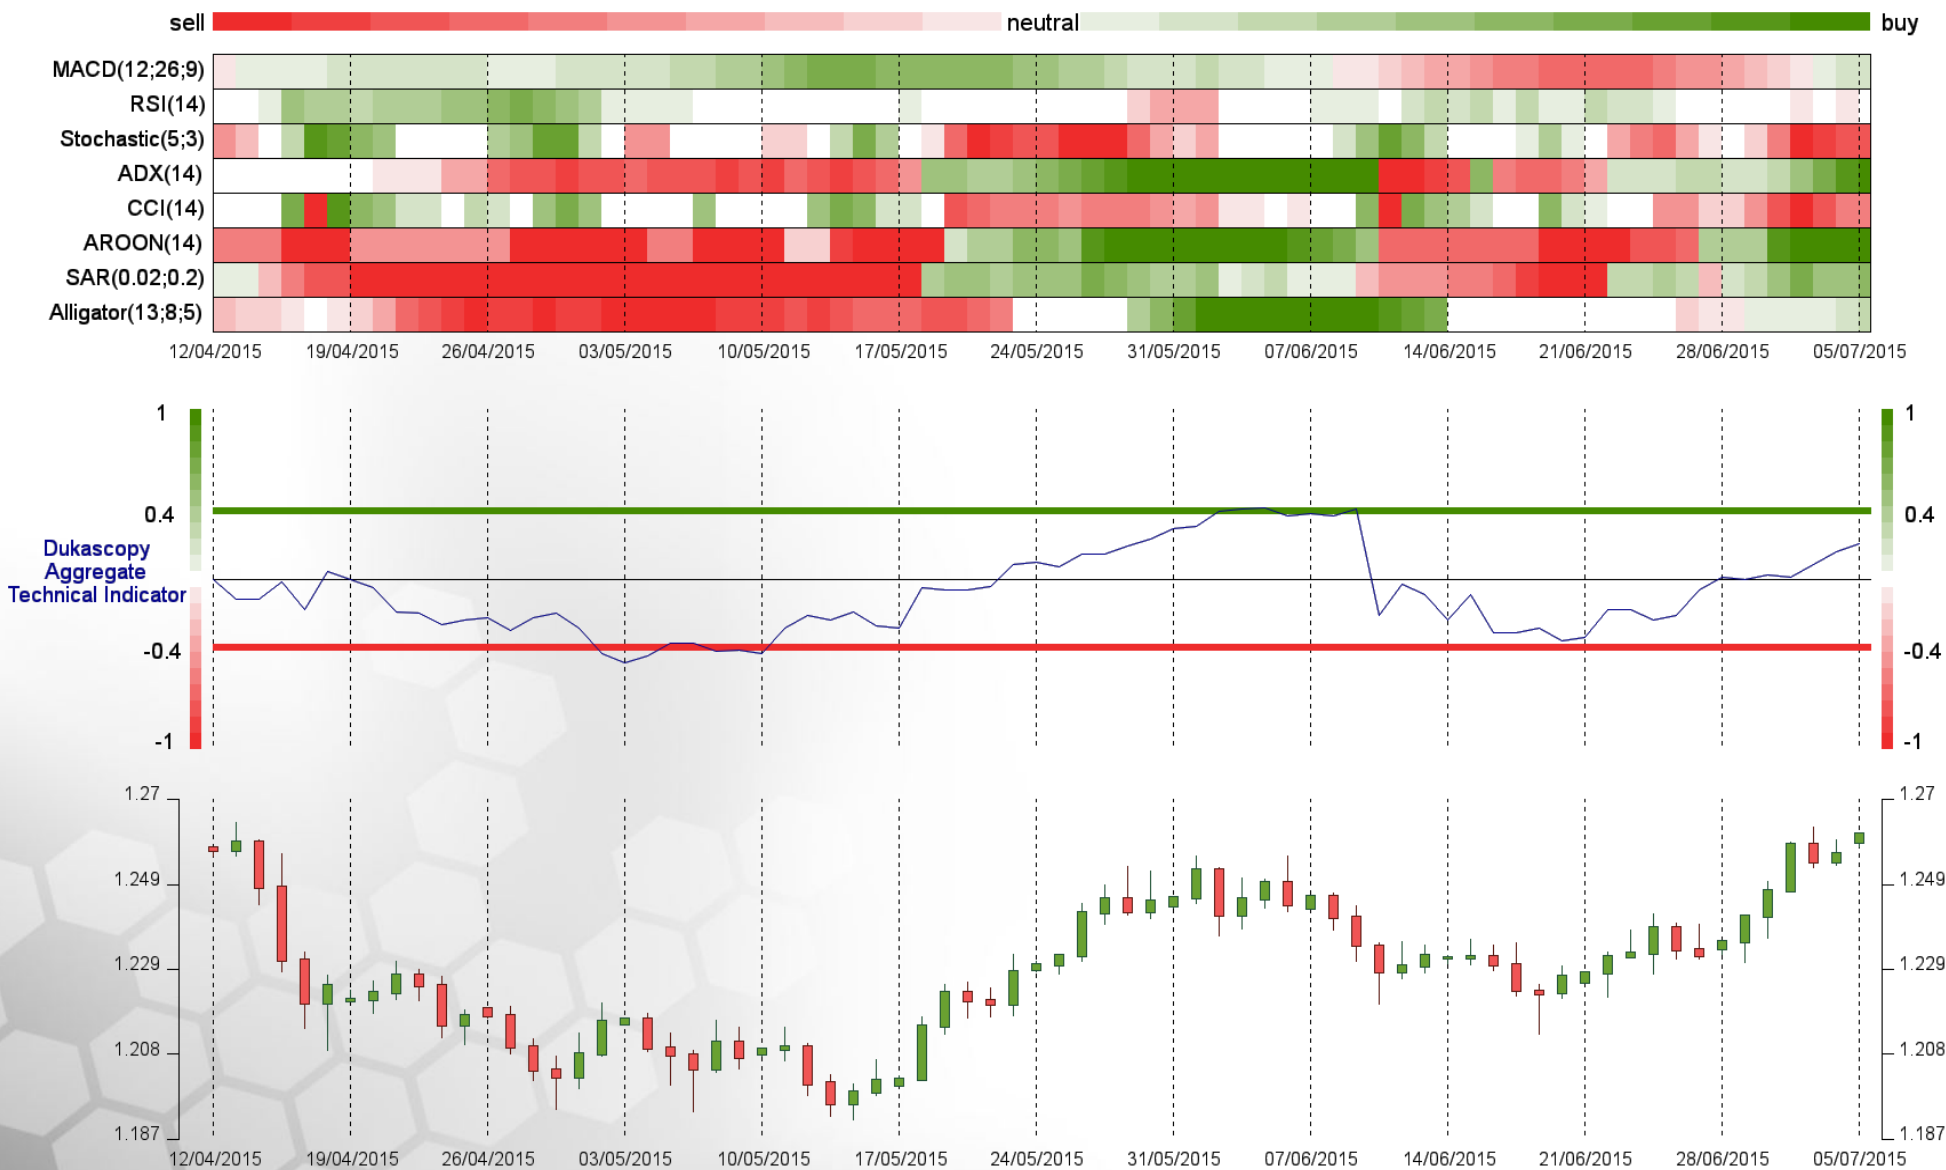 sell neutral buy
MACD(12;26;9)
RSI(14)
Stochastic(5;3)
ADX(14)
CCI(14)
AROON(14)
SAR(0.02;0.2)
Alligator(13;8;5)
12/04/2015 19/04/2015 26/04/2015 03/05/2015 10/05/2015 17/05/2015 24/05/2015 31/05/2015 07/06/2015 14/06/2015 21/06/2015 28/06/2015 05/07/2015
1 1
0.4 0.4
Dukascopy
Aggregate
Technical Indicator
-0.4 -0.4
-1 -1
1.27 1.27
1.249 1.249
1.229 1.229
1.208 1.208
1.187 1.187
12/04/2015 19/04/2015 26/04/2015 03/05/2015 10/05/2015 17/05/2015 24/05/2015 31/05/2015 07/06/2015 14/06/2015 21/06/2015 28/06/2015 05/07/2015